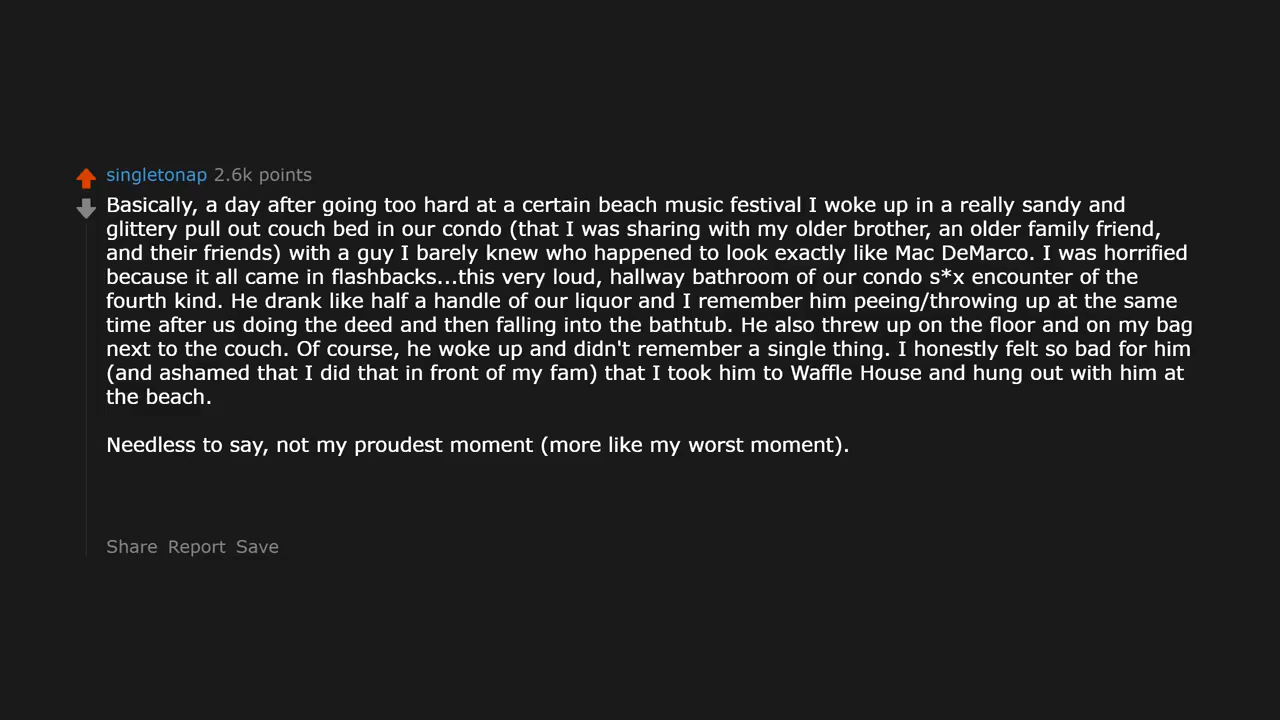 singletonap 2.6k points
Basically, a day after going too hard at a certain beach music festival I woke up in a really sandy and
glittery pull out couch bed in our condo (that I was sharing with my older brother, an older family friend,
and their friends) with a guy I barely knew who happened to look exactly like Mac DeMarco. I was horrified
because it all came in flashbacks...this very loud, hallway bathroom of our condo s*x encounter of the
fourth kind. He drank like half a handle of our liquor and I remember him peeing/throwing up at the same
time after us doing the deed and then falling into the bathtub. He also threw up on the floor and on my bag
next to the couch. Of course, he woke up and didn't remember a single thing. I honestly felt so bad for him
(and ashamed that I did that in front of my fam) that I took him to Waffle House and hung out with him at
the beach.
Needless to say, not my proudest moment (more like my worst moment).
Share Report Save